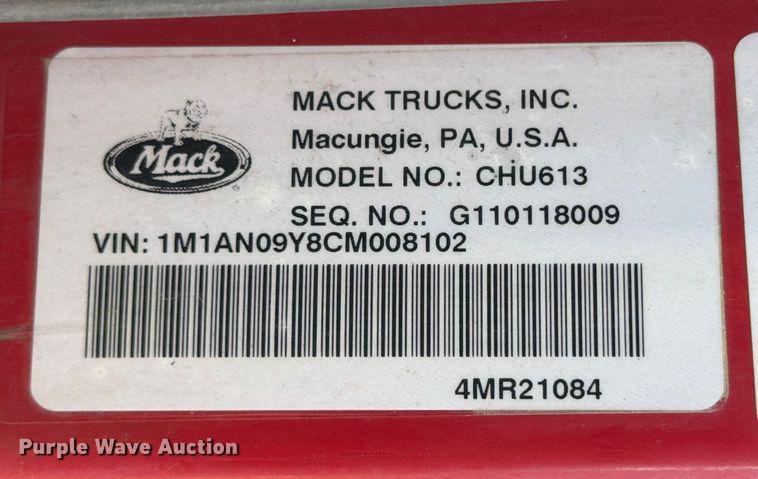 MACK TRUCKS, INC.
Macungie, PA, U.S.A.
Mack
MODEL NO.: CHU613
SEQ. NO.: G110118009
VIN: 1M1AN09Y8CM008102
4MR21084
Purple Wave Auction